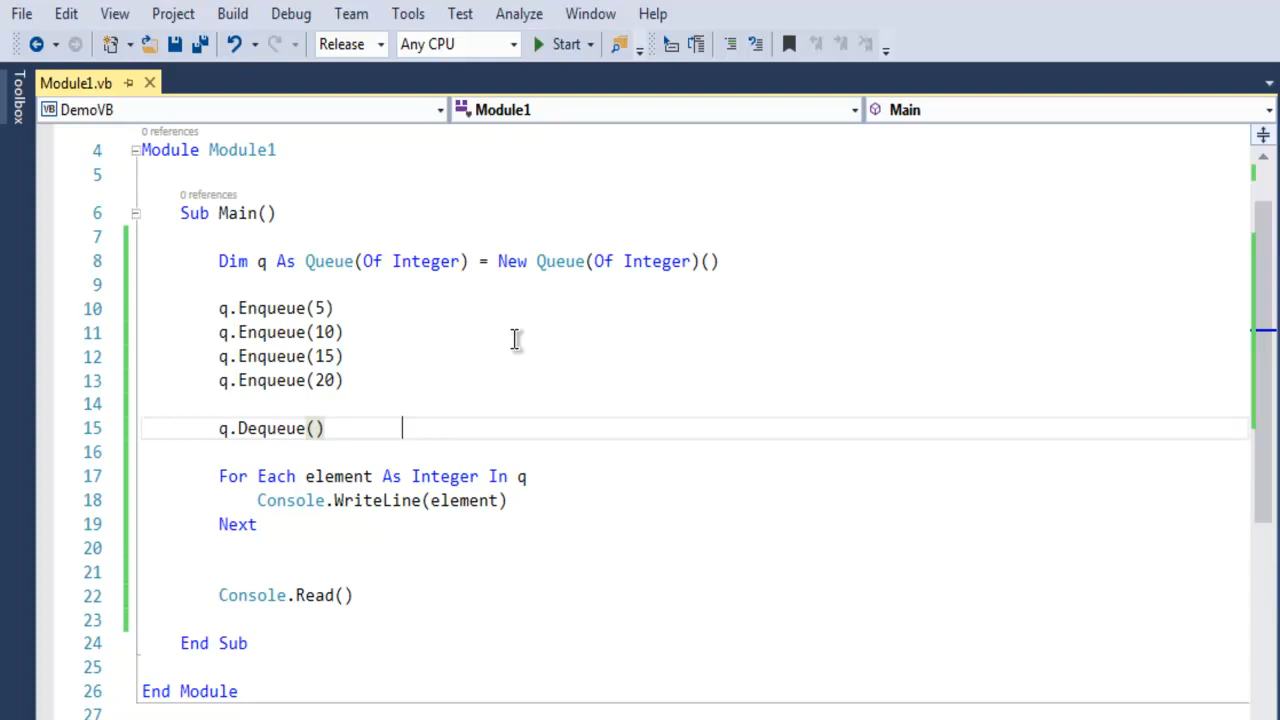 File Edit View Project Build Debug Team Tools Test Analyze Window Help
Release Any CPU Start
Toolbox
Module1.vb
VB DemoVB Module1 Main
0 references
4 Module Module1
5
0 references
6 Sub Main()
7
8 Dim q As Queue(Of Integer) = New Queue(Of Integer)()
9
10 q.Enqueue(5)
11 q.Enqueue(10)
12 q.Enqueue(15)
13 q.Enqueue(20)
14
15 q.Dequeue()
16
17 For Each element As Integer In q
18 Console.WriteLine(element)
19 Next
20
21
22 Console.Read()
23
24 End Sub
25
26 End Module
27